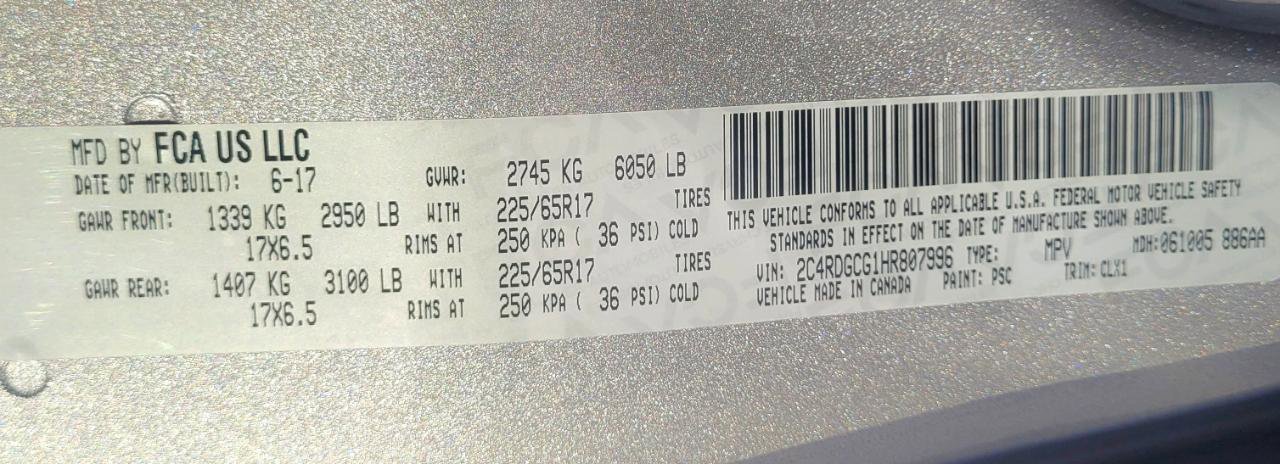 MFD BY FCA US LLC
DATE OF MFR(BUILT): 6-17 GVWR: 2745 KG 6050 LB
GAWR FRONT: 1339 KG 2950 LB WITH 225/65R17 TIRES
17X6.5 RIMS AT 250 KPA ( 36 PSI) COLD
GAWR REAR: 1407 KG 3100 LB WITH 225/65R17 TIRES
17X6.5 RIMS AT 250 KPA ( 36 PSI) COLD
THIS VEHICLE CONFORMS TO ALL APPLICABLE U.S.A. FEDERAL MOTOR VEHICLE SAFETY
STANDARDS IN EFFECT ON THE DATE OF MANUFACTURE SHOWN ABOVE.
VIN: 2C4RDGCG1HR807996 TYPE: MPV MDH:061005 886AA
VEHICLE MADE IN CANADA PAINT: PSC TRIM: CLX1